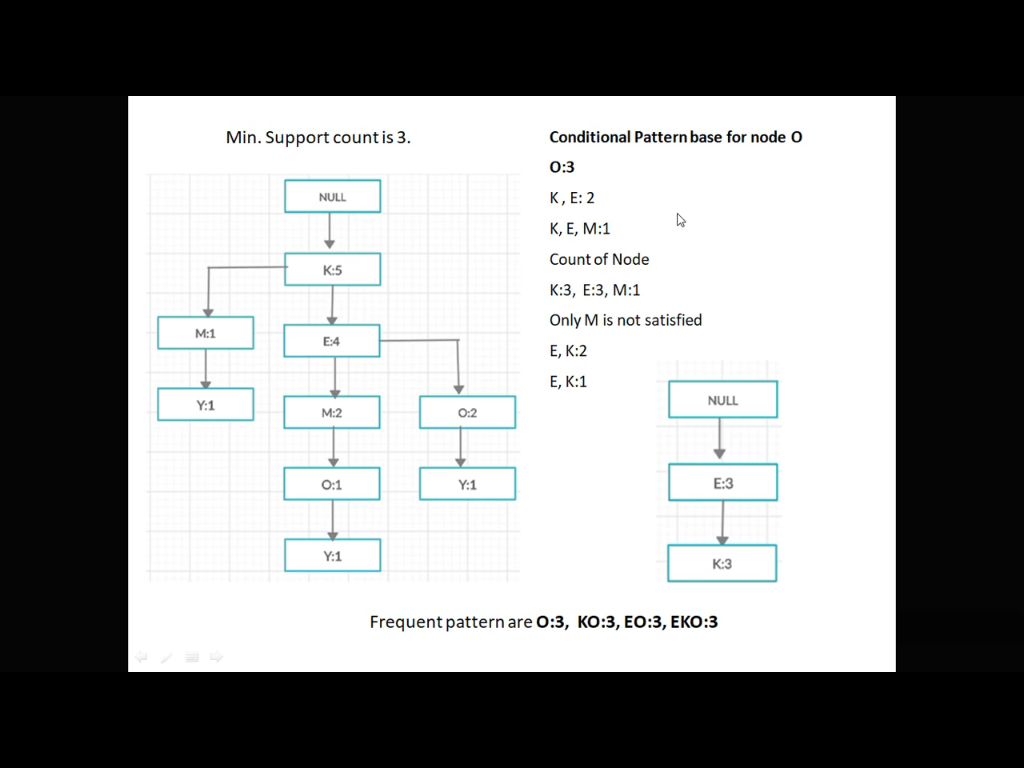 Min. Support count is 3.
NULL
K:5
M:1
E:4
Y:1
M:2
O:2
O:1
Y:1
Y:1
Conditional Pattern base for node O
O:3
K , E: 2
K, E, M:1
Count of Node
K:3, E:3, M:1
Only M is not satisfied
E, K:2
E, K:1
NULL
E:3
K:3
Frequent pattern are O:3, KO:3, EO:3, EKO:3